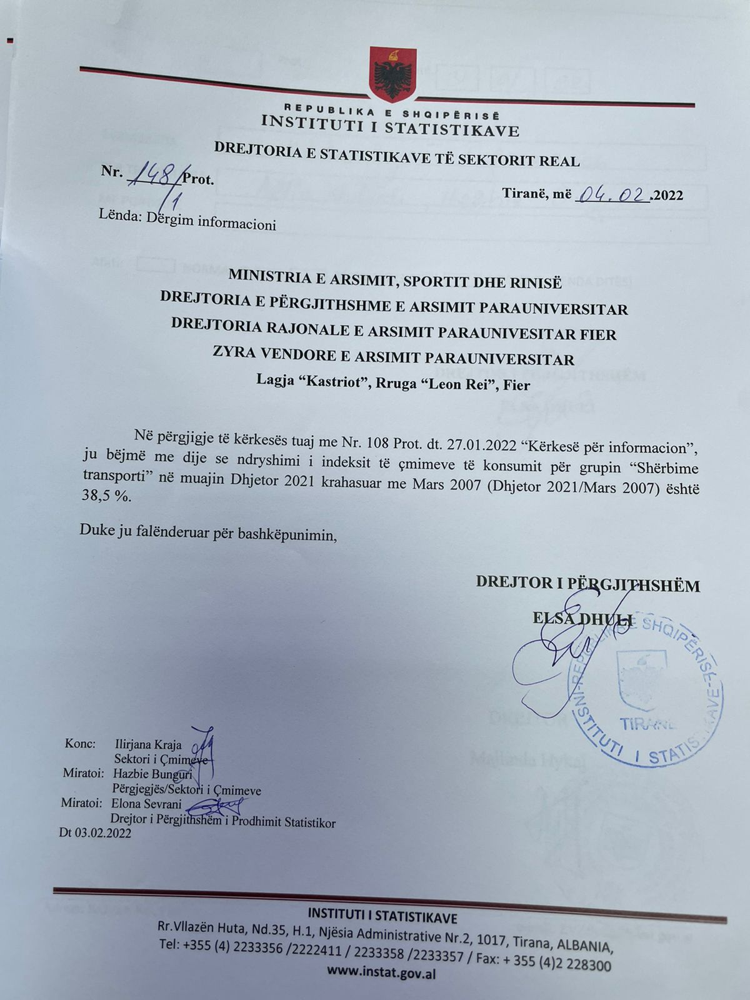 REPUBLIKA E SHQIPËRISË
INSTITUTI I STATISTIKAVE
DREJTORIA E STATISTIKAVE TË SEKTORIT REAL
Nr. 148/1 Prot.
Tiranë, më 04.02.2022
Lënda: Dërgim informacioni
MINISTRIA E ARSIMIT, SPORTIT DHE RINISË
DREJTORIA E PËRGJITHSHME E ARSIMIT PARAUNIVERSITAR
DREJTORIA RAJONALE E ARSIMIT PARAUNIVESITAR FIER
ZYRA VENDORE E ARSIMIT PARAUNIVERSITAR
Lagja “Kastriot”, Rruga “Leon Rei”, Fier
Në përgjigje të kërkesës tuaj me Nr. 108 Prot. dt. 27.01.2022 “Kërkesë për informacion”,
ju bëjmë me dije se ndryshimi i indeksit të çmimeve të konsumit për grupin “Shërbime
transporti” në muajin Dhjetor 2021 krahasuar me Mars 2007 (Dhjetor 2021/Mars 2007) është
38,5 %.
Duke ju falënderuar për bashkëpunimin,
DREJTOR I PËRGJITHSHËM
ELSA DHULI
REPUBLIKA E SHQIPËRISË
INSTITUTI I STATISTIKAVE
TIRANË
Konc: Ilirjana Kraja
Sektori i Çmimeve
Miratoi: Hazbie Bunguri
Përgjegjës/Sektori i Çmimeve
Miratoi: Elona Sevrani
Drejtor i Përgjithshëm i Prodhimit Statistikor
Dt 03.02.2022
INSTITUTI I STATISTIKAVE
Rr.Vllazën Huta, Nd.35, H.1, Njësia Administrative Nr.2, 1017, Tirana, ALBANIA,
Tel: +355 (4) 2233356 /2222411 / 2233358 /2233357 / Fax: + 355 (4)2 228300
www.instat.gov.al